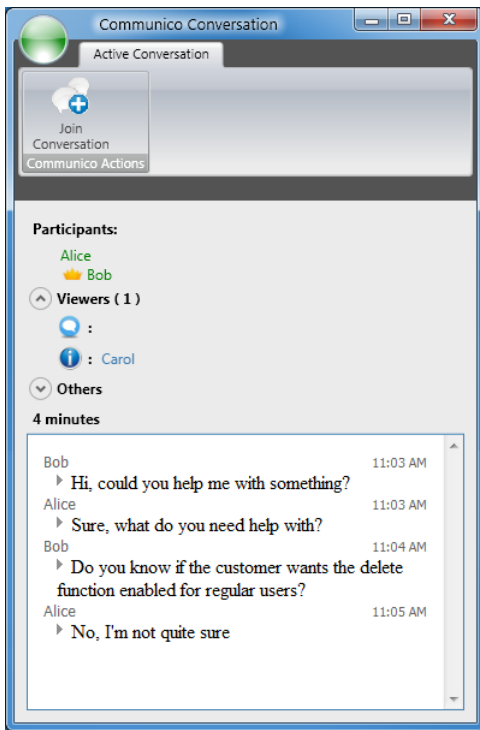 Communico Conversation
Active Conversation
Join
Conversation
Communico Actions
Participants:
Alice
Bob
Viewers ( 1 )
:
: Carol
Others
4 minutes
Bob 11:03 AM
Hi, could you help me with something?
Alice 11:03 AM
Sure, what do you need help with?
Bob 11:04 AM
Do you know if the customer wants the delete
function enabled for regular users?
Alice 11:05 AM
No, I'm not quite sure